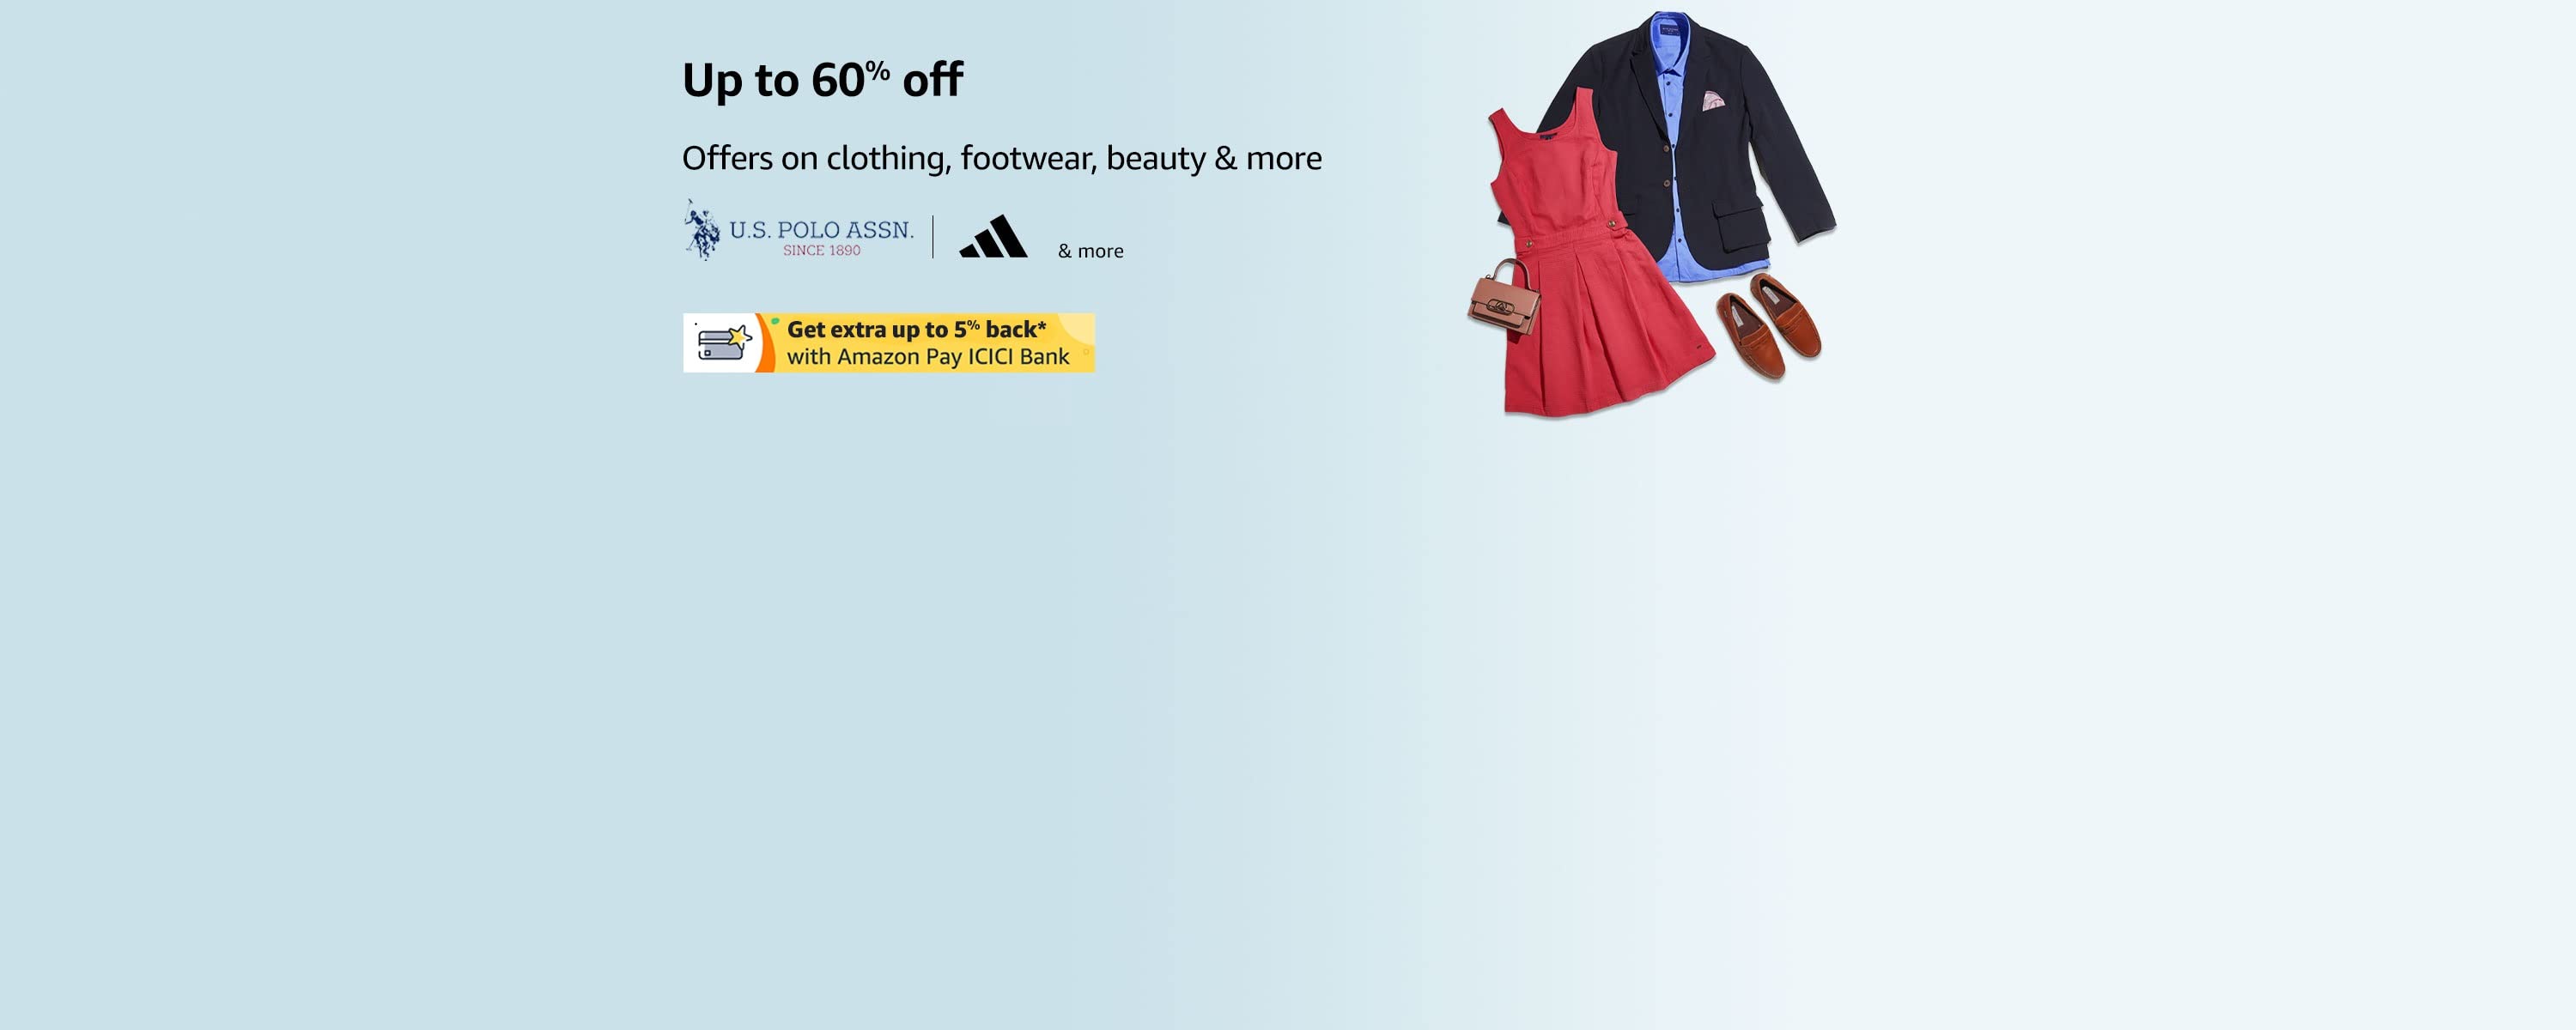 Up to 60% off
Offers on clothing, footwear, beauty & more
U.S. POLO ASSN.
SINCE 1890
& more
Get extra up to 5% back*
with Amazon Pay ICICI Bank